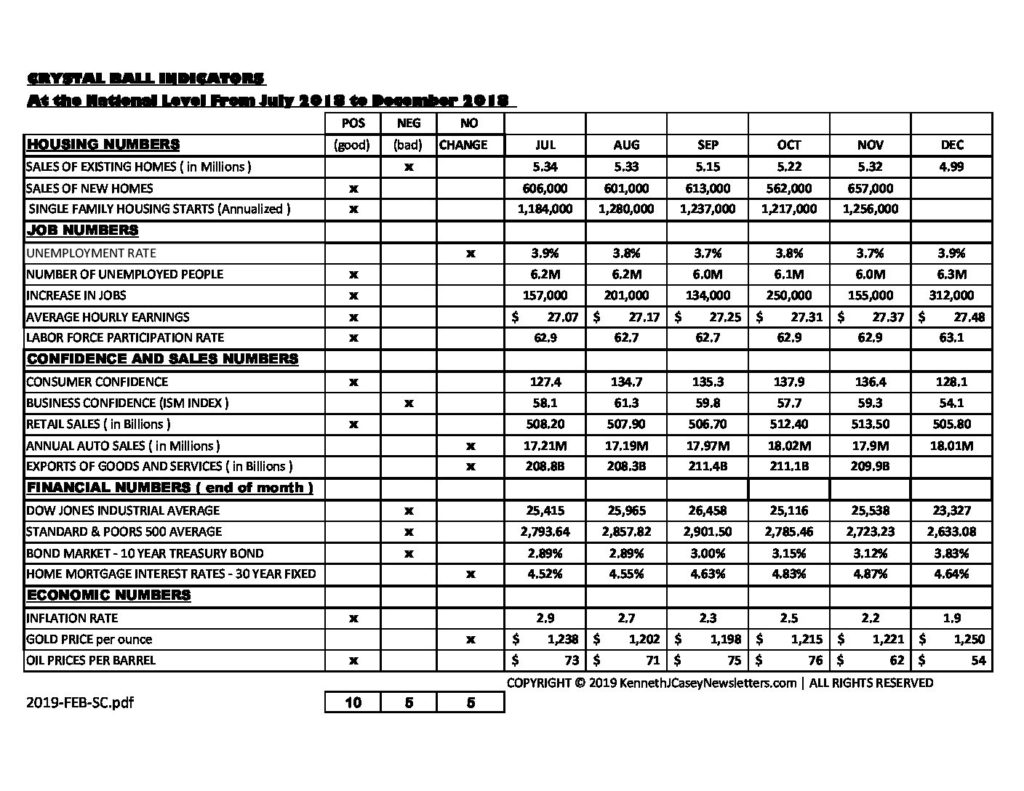 CRYSTAL BALL INDICATORS
At the National Level From July 2018 to December 2018
POS NEG NO
HOUSING NUMBERS (good) (bad) CHANGE JUL AUG SEP OCT NOV DEC
SALES OF EXISTING HOMES ( in Millions ) x 5.34 5.33 5.15 5.22 5.32 4.99
SALES OF NEW HOMES x 606,000 601,000 613,000 562,000 657,000
SINGLE FAMILY HOUSING STARTS (Annualized ) x 1,184,000 1,280,000 1,237,000 1,217,000 1,256,000
JOB NUMBERS
UNEMPLOYMENT RATE x 3.9% 3.8% 3.7% 3.8% 3.7% 3.9%
NUMBER OF UNEMPLOYED PEOPLE x 6.2M 6.2M 6.0M 6.1M 6.0M 6.3M
INCREASE IN JOBS x 157,000 201,000 134,000 250,000 155,000 312,000
AVERAGE HOURLY EARNINGS x $ 27.07 $ 27.17 $ 27.25 $ 27.31 $ 27.37 $ 27.48
LABOR FORCE PARTICIPATION RATE x 62.9 62.7 62.7 62.9 62.9 63.1
CONFIDENCE AND SALES NUMBERS
CONSUMER CONFIDENCE x 127.4 134.7 135.3 137.9 136.4 128.1
BUSINESS CONFIDENCE (ISM INDEX ) x 58.1 61.3 59.8 57.7 59.3 54.1
RETAIL SALES ( in Billions ) x 508.20 507.90 506.70 512.40 513.50 505.80
ANNUAL AUTO SALES ( in Millions ) x 17.21M 17.19M 17.97M 18.02M 17.9M 18.01M
EXPORTS OF GOODS AND SERVICES ( in Billions ) x 208.8B 208.3B 211.4B 211.1B 209.9B
FINANCIAL NUMBERS ( end of month )
DOW JONES INDUSTRIAL AVERAGE x 25,415 25,965 26,458 25,116 25,538 23,327
STANDARD & POORS 500 AVERAGE x 2,793.64 2,857.82 2,901.50 2,785.46 2,723.23 2,633.08
BOND MARKET - 10 YEAR TREASURY BOND x 2.89% 2.89% 3.00% 3.15% 3.12% 3.83%
HOME MORTGAGE INTEREST RATES - 30 YEAR FIXED x 4.52% 4.55% 4.63% 4.83% 4.87% 4.64%
ECONOMIC NUMBERS
INFLATION RATE x 2.9 2.7 2.3 2.5 2.2 1.9
GOLD PRICE per ounce x $ 1,238 $ 1,202 $ 1,198 $ 1,215 $ 1,221 $ 1,250
OIL PRICES PER BARREL x $ 73 $ 71 $ 75 $ 76 $ 62 $ 54
COPYRIGHT © 2019 KennethJCaseyNewsletters.com | ALL RIGHTS RESERVED
2019-FEB-SC.pdf 10 5 5